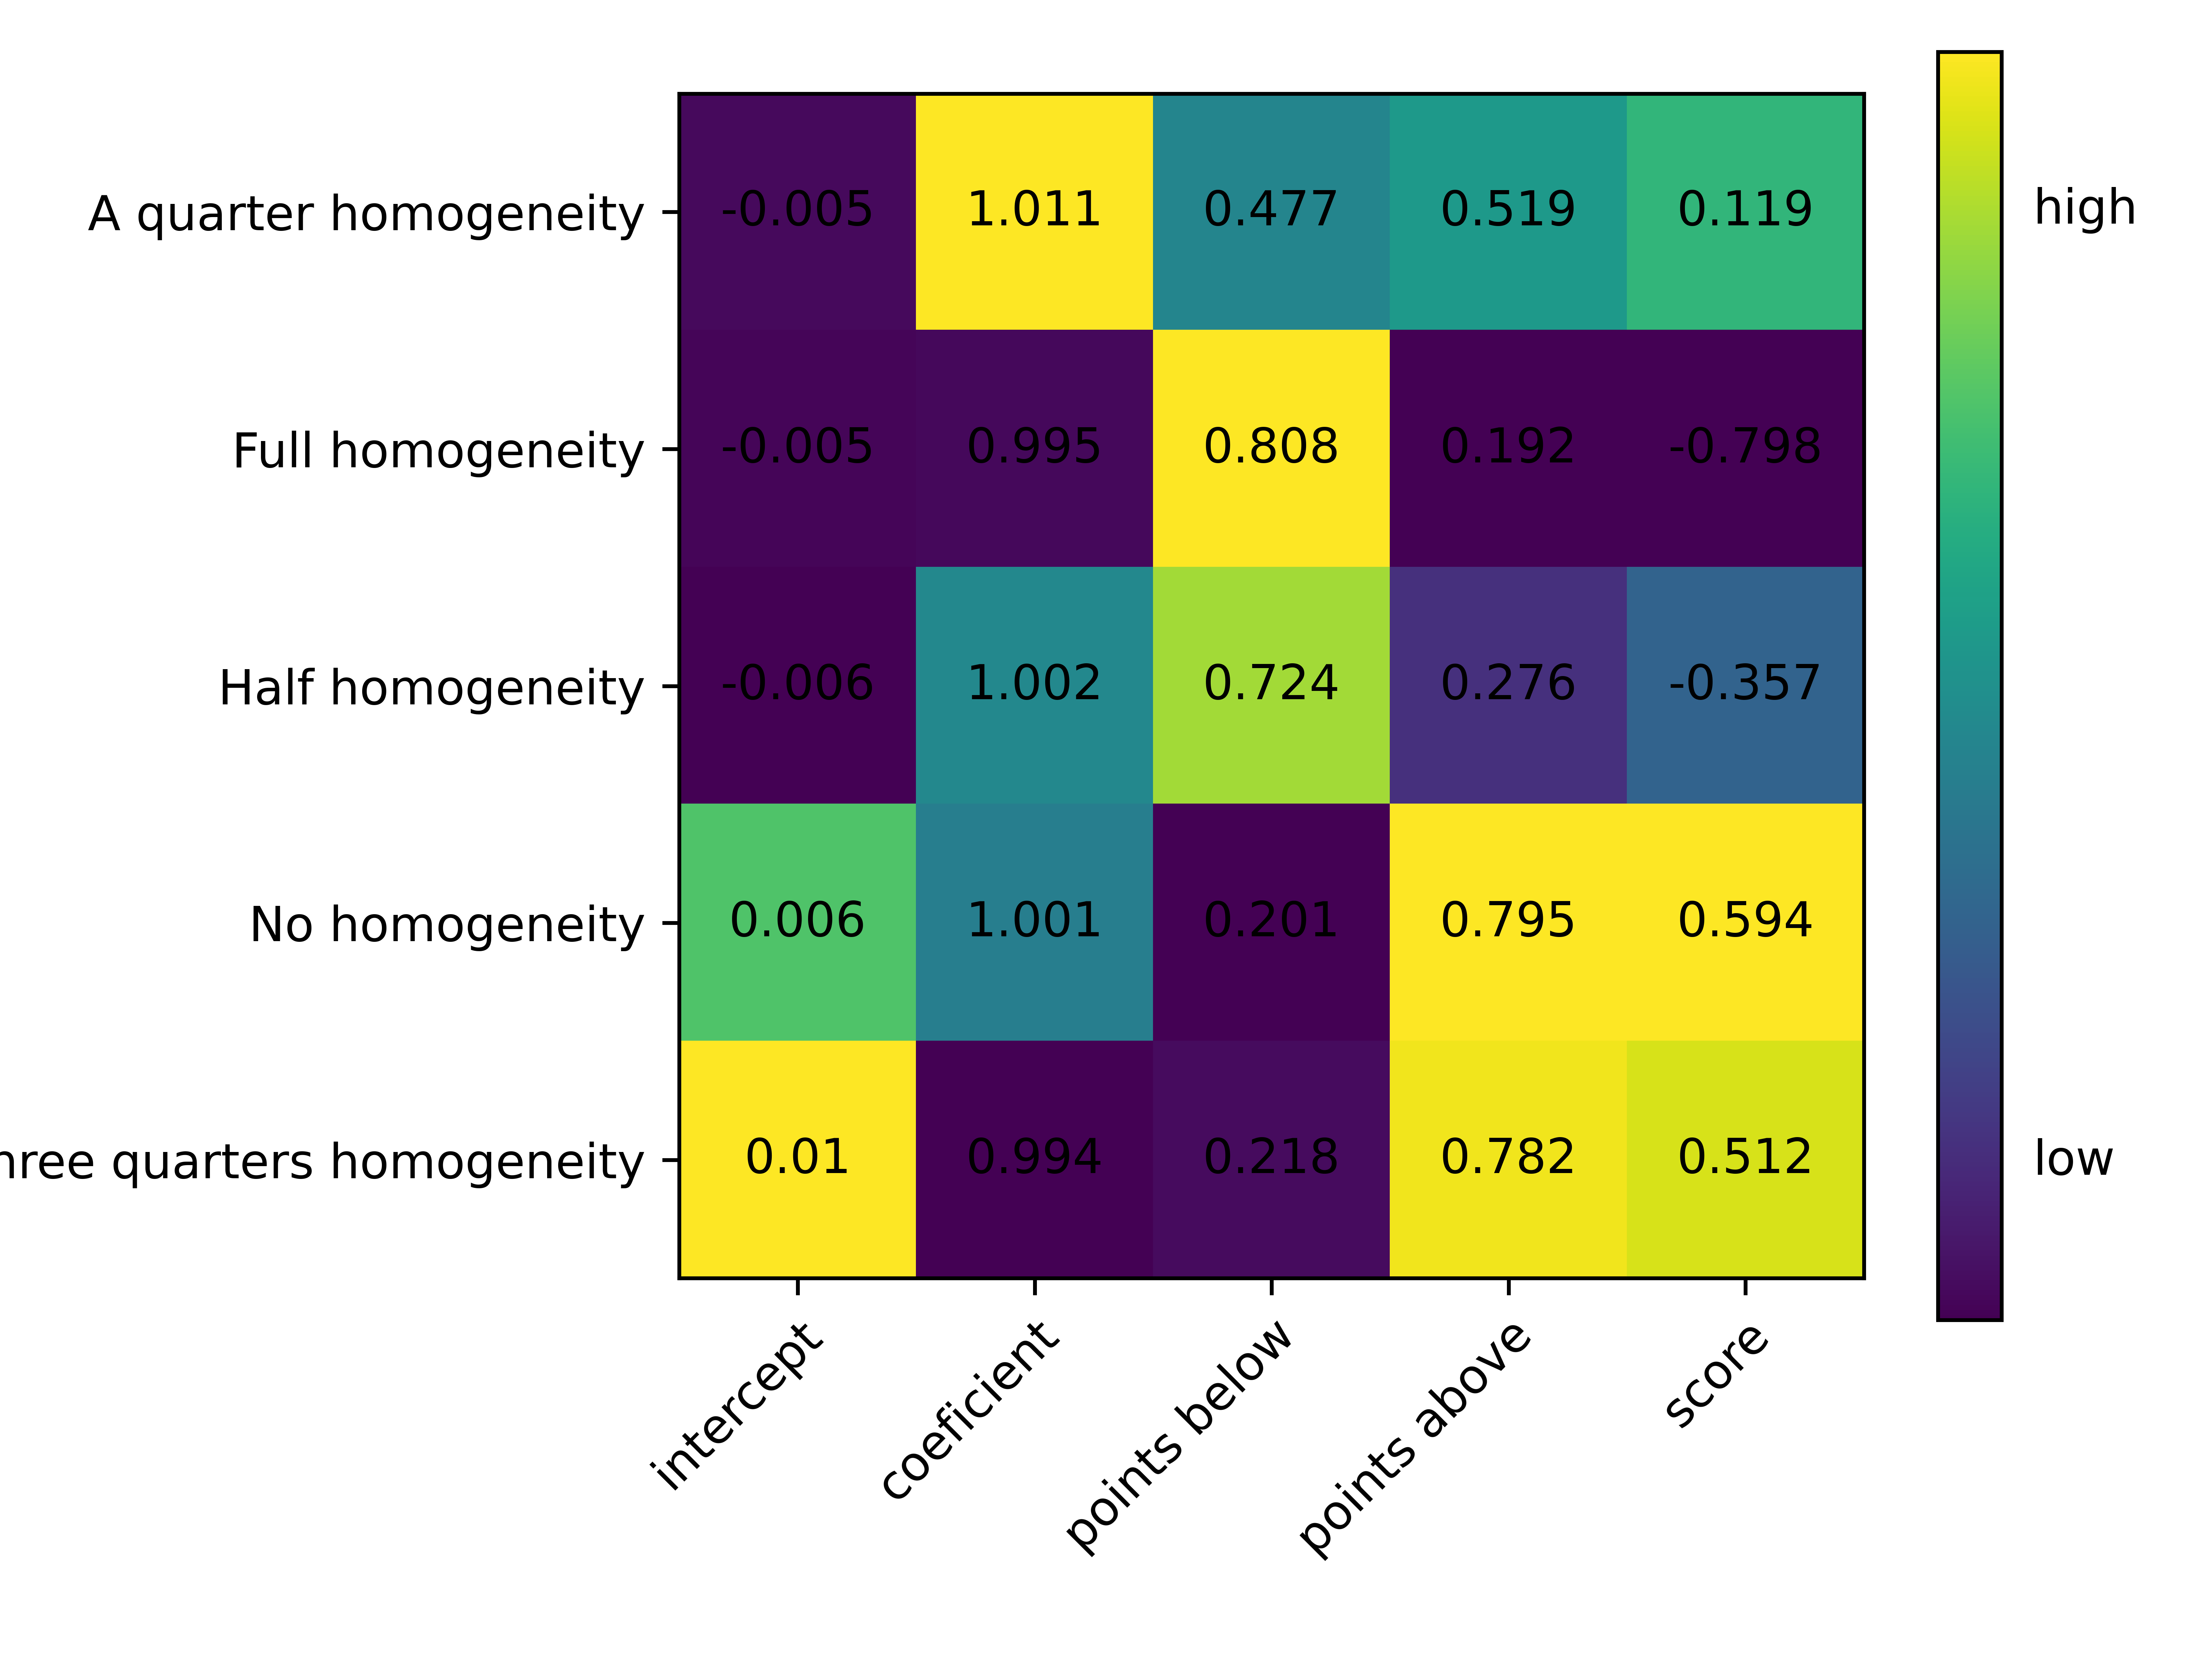 A quarter homogeneity -0.005 1.011 0.477 0.519 0.119 high
Full homogeneity -0.005 0.995 0.808 0.192 -0.798
Half homogeneity -0.006 1.002 0.724 0.276 -0.357
No homogeneity 0.006 1.001 0.201 0.795 0.594
hree quarters homogeneity 0.01 0.994 0.218 0.782 0.512 low
intercept
coeficient
points below
points above
score